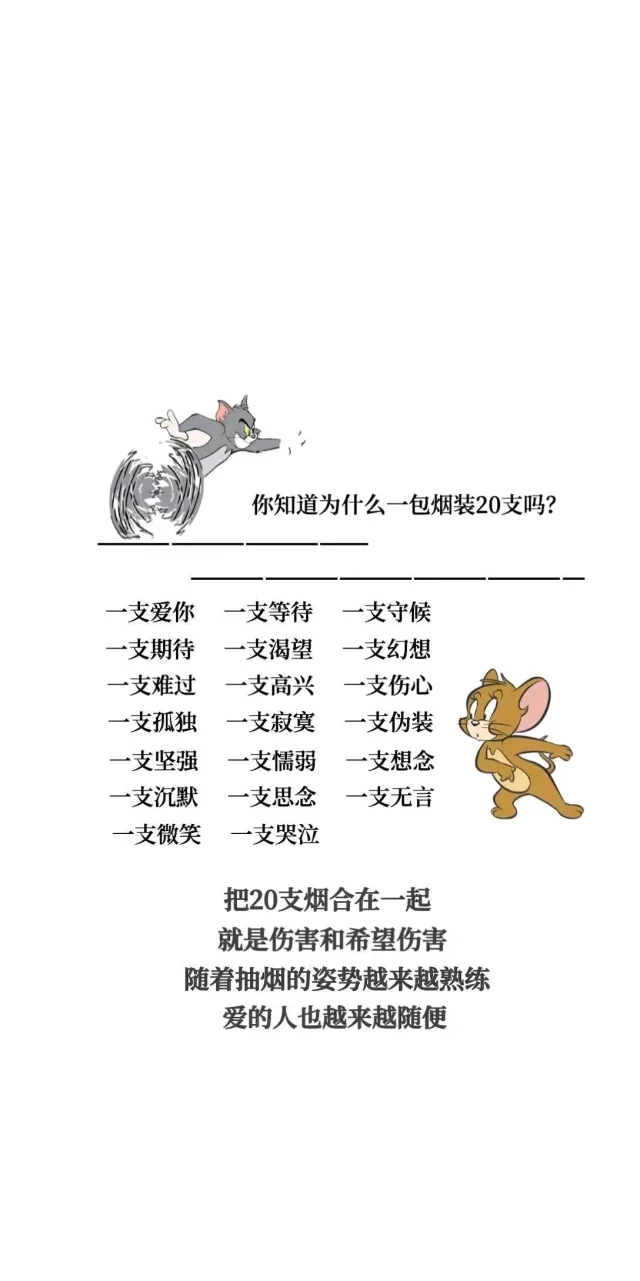 你知道为什么一包烟装20支吗?
一支爱你 一支等待 一支守候
一支期待 一支渴望 一支幻想
一支难过 一支高兴 一支伤心
一支孤独 一支寂寞 一支伪装
一支坚强 一支懦弱 一支想念
一支沉默 一支思念 一支无言
一支微笑 一支哭泣
把20支烟合在一起
就是伤害和希望伤害
随着抽烟的姿势越来越熟练
爱的人也越来越随便